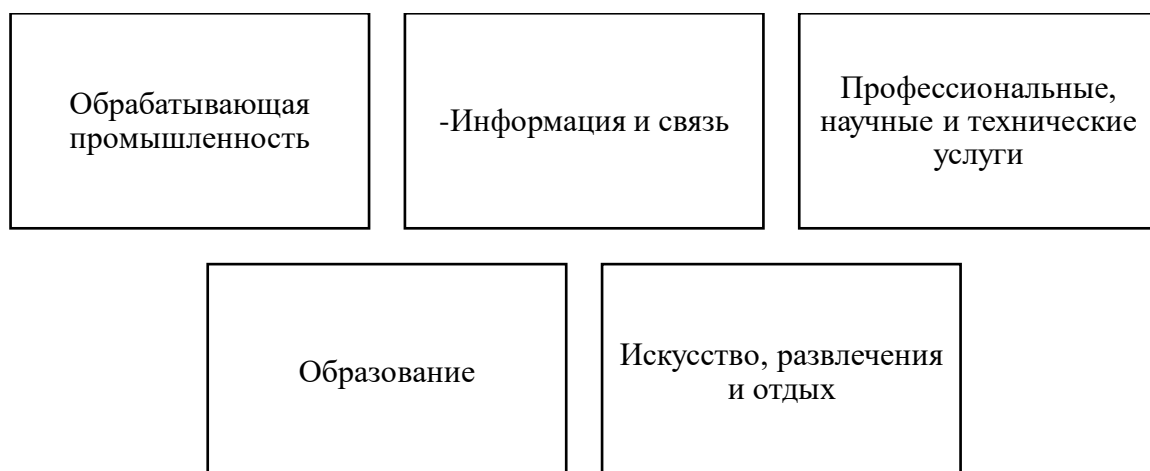 Обрабатывающая
промышленность
-Информация и связь
Профессиональные,
научные и технические
услуги
Образование
Искусство, развлечения
и отдых